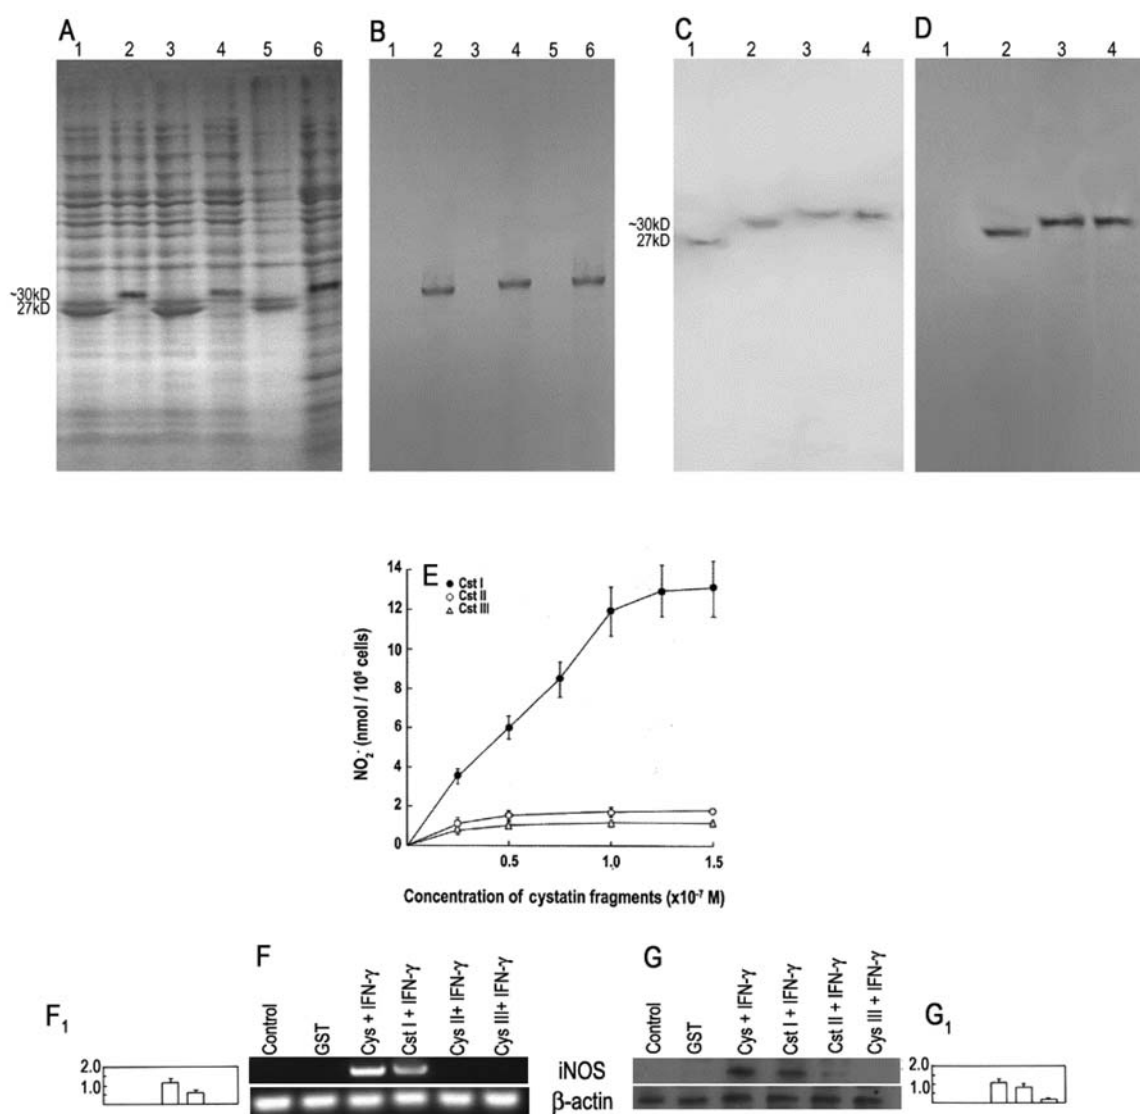 A
1 2 3 4 5 6
~30kD
27kD
B
1 2 3 4 5 6
C
1 2 3 4
~30kD
27kD
D
1 2 3 4
E
Cst I
Cst II
Cst III
14
12
10
8
6
4
2
0
NO₂⁻ (nmol / 10⁶ cells)
0.5 1.0 1.5
Concentration of cystatin fragments (x10⁻⁷ M)
F
Control
GST
Cys + IFN-γ
Cst I + IFN-γ
Cys II+ IFN-γ
Cys III+ IFN-γ
F₁
2.0
1.0
iNOS
β-actin
G
Control
GST
Cys + IFN-γ
Cst I + IFN-γ
Cst II + IFN-γ
Cys III + IFN-γ
G₁
2.0
1.0